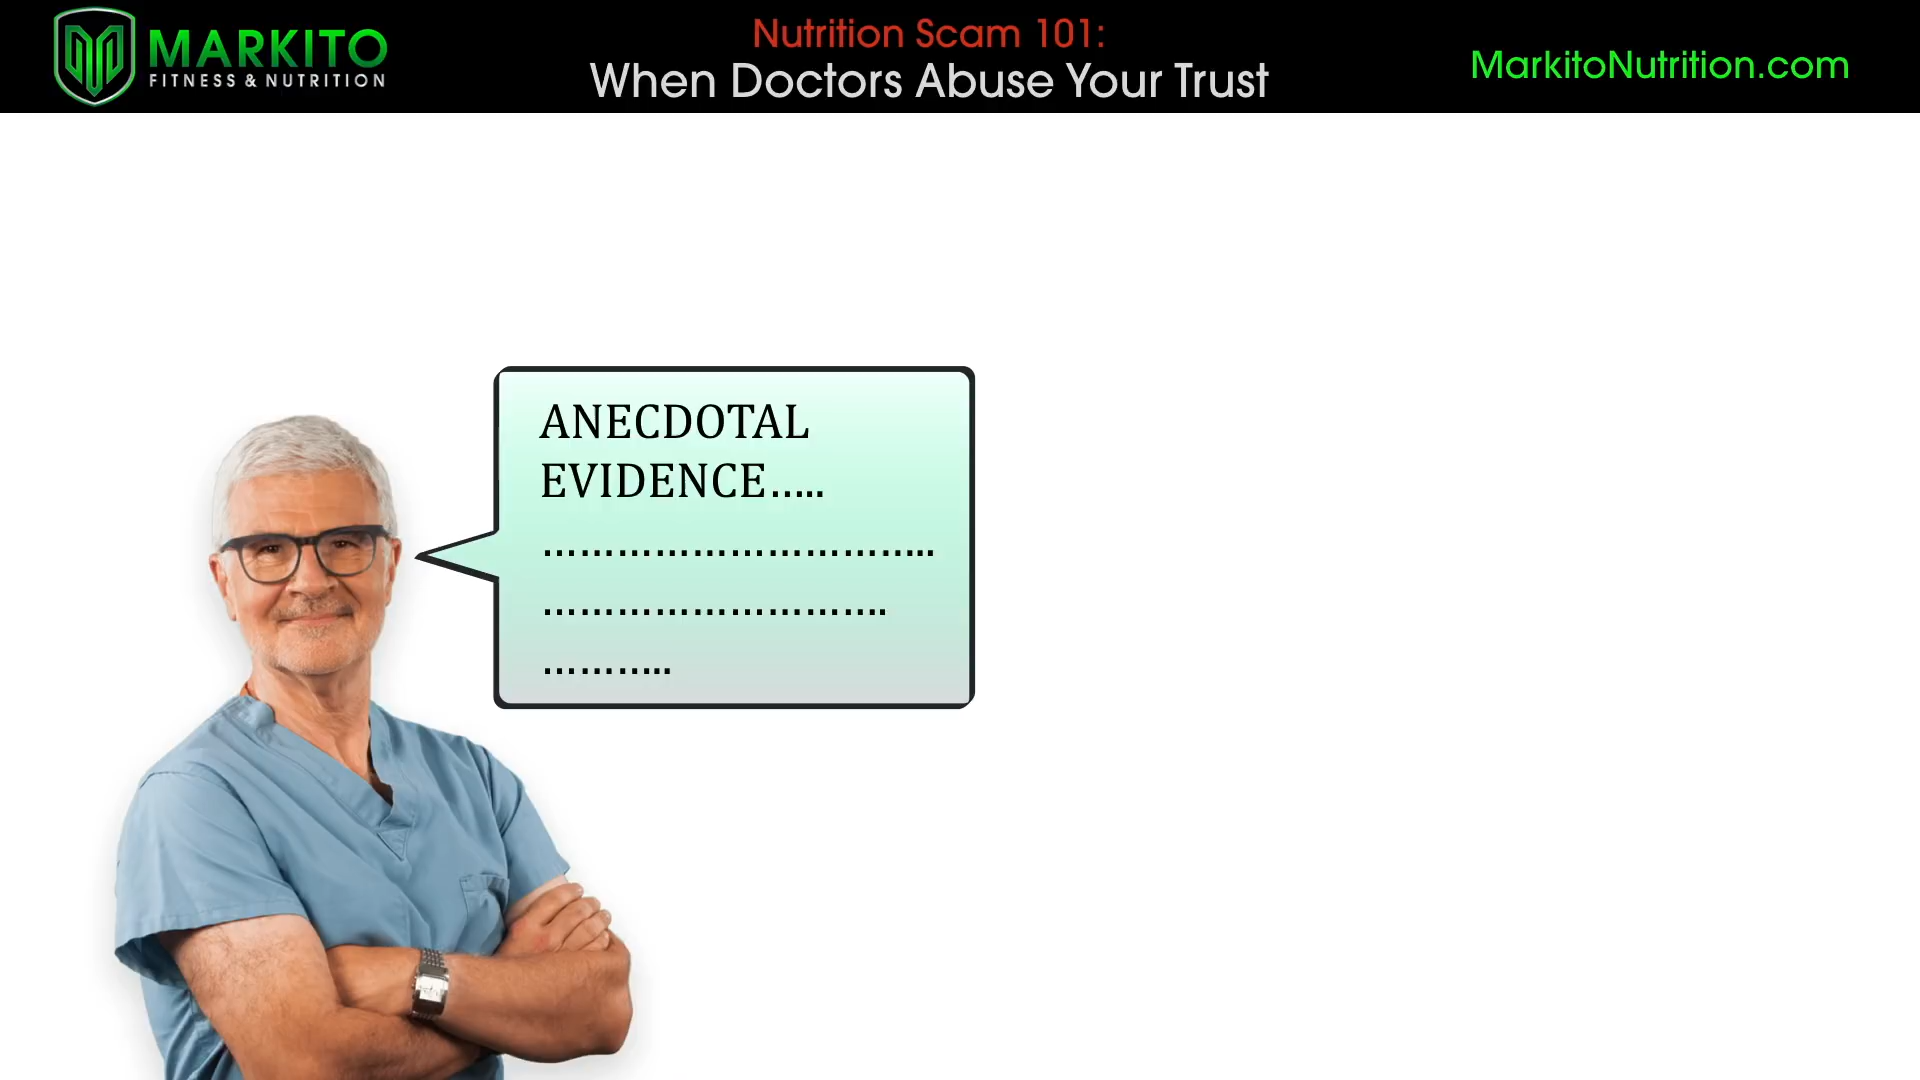 MARKITO
FITNESS & NUTRITION
Nutrition Scam 101:
When Doctors Abuse Your Trust
MarkitoNutrition.com
ANECDOTAL
EVIDENCE.....
…………………………...
……………………….
………...